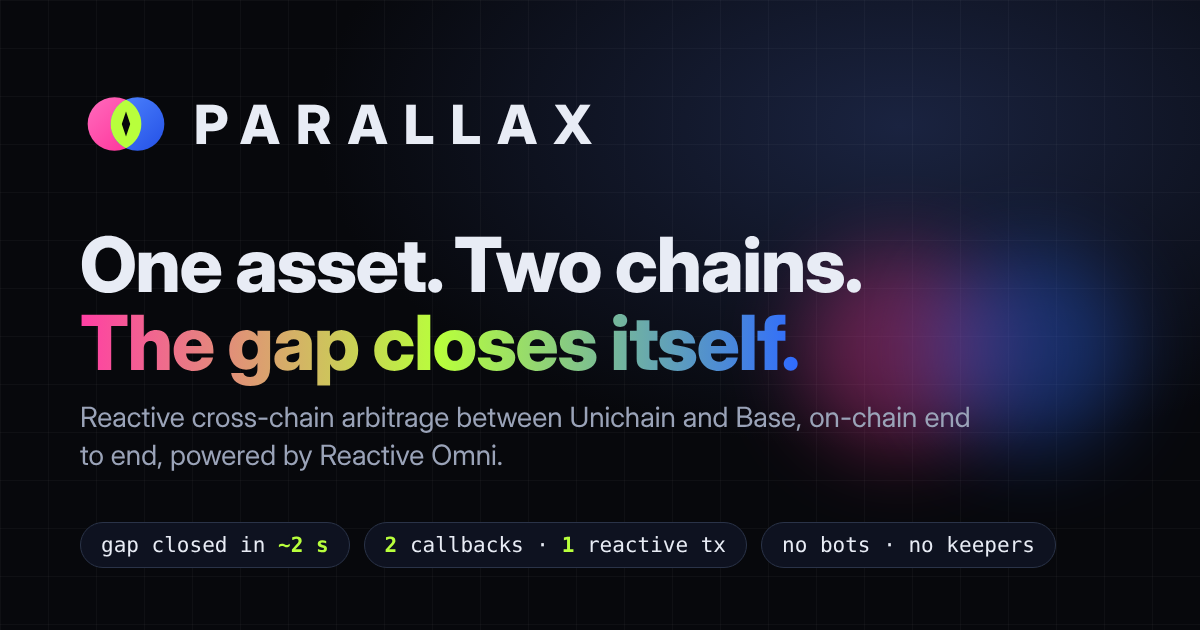 PARALLAX
One asset. Two chains.
The gap closes itself.
Reactive cross-chain arbitrage between Unichain and Base, on-chain end
to end, powered by Reactive Omni.
gap closed in ~2 s
2 callbacks · 1 reactive tx
no bots · no keepers